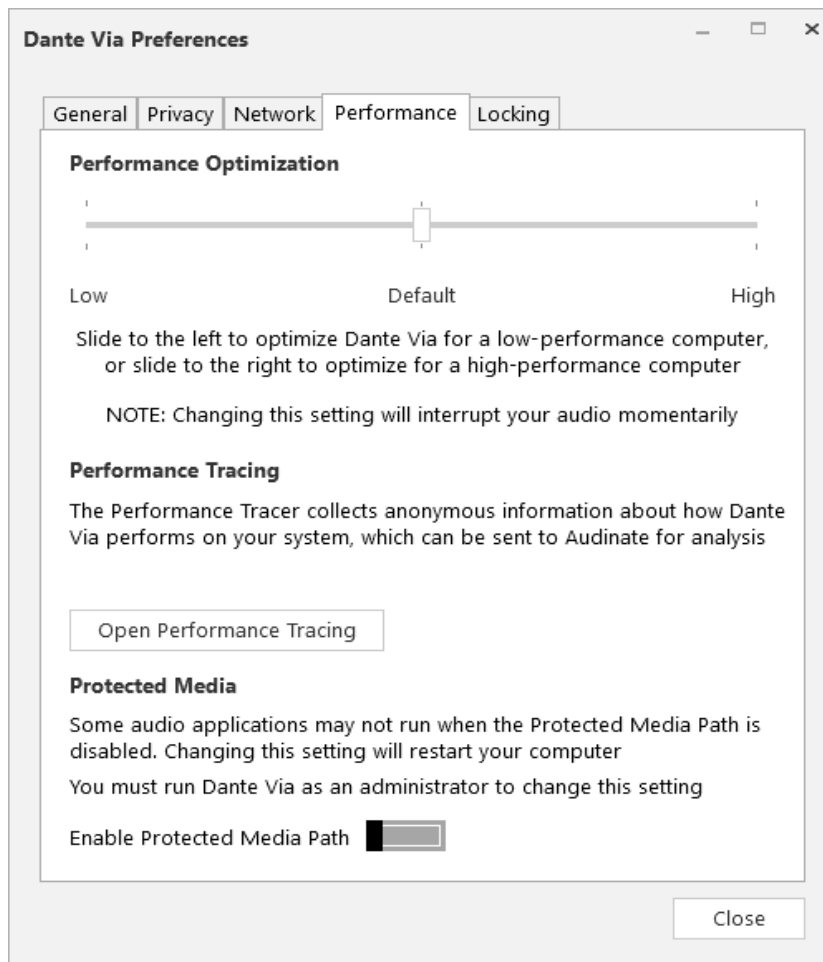 Dante Via Preferences
General Privacy Network Performance Locking
Performance Optimization
Low Default High
Slide to the left to optimize Dante Via for a low-performance computer,
or slide to the right to optimize for a high-performance computer
NOTE: Changing this setting will interrupt your audio momentarily
Performance Tracing
The Performance Tracer collects anonymous information about how Dante
Via performs on your system, which can be sent to Audinate for analysis
Open Performance Tracing
Protected Media
Some audio applications may not run when the Protected Media Path is
disabled. Changing this setting will restart your computer
You must run Dante Via as an administrator to change this setting
Enable Protected Media Path
Close